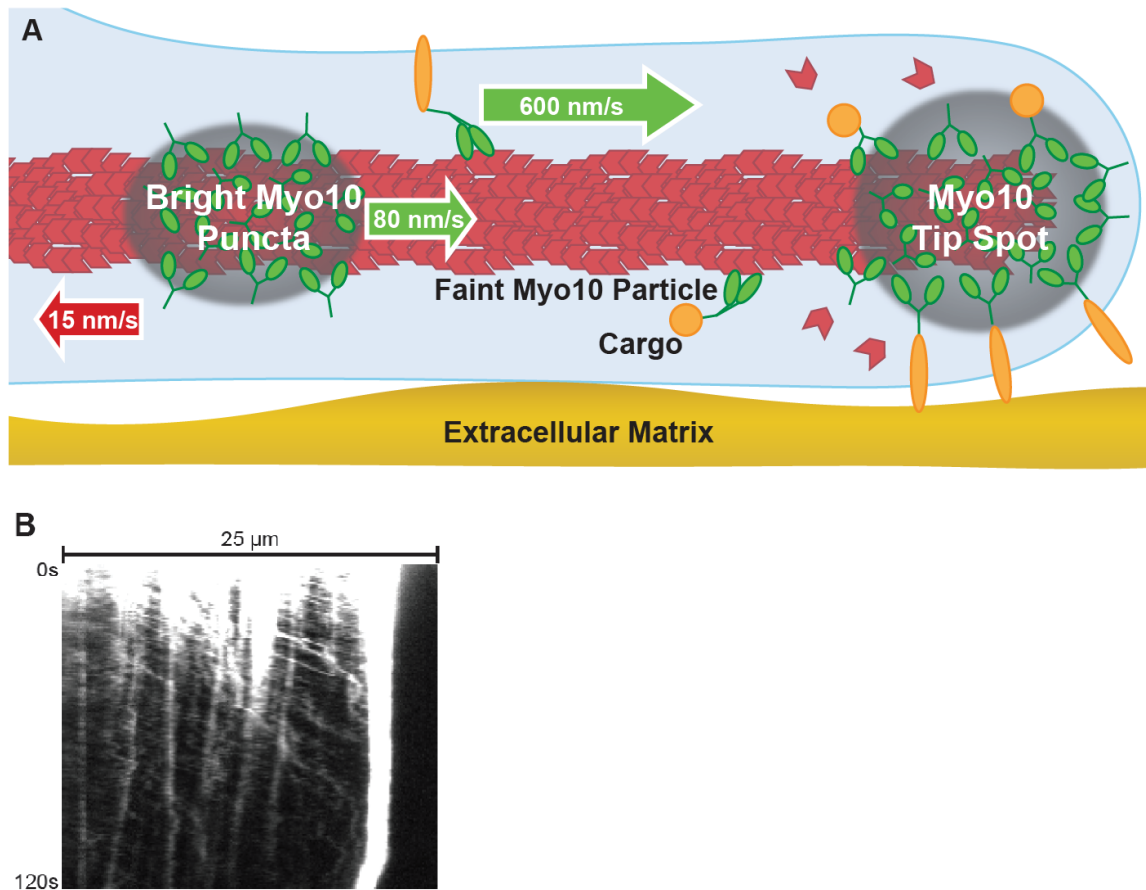 A
600 nm/s
Bright Myo10
Puncta
80 nm/s
Myo10
Tip Spot
Faint Myo10 Particle
15 nm/s
Cargo
Extracellular Matrix
B
25 µm
0s
120s